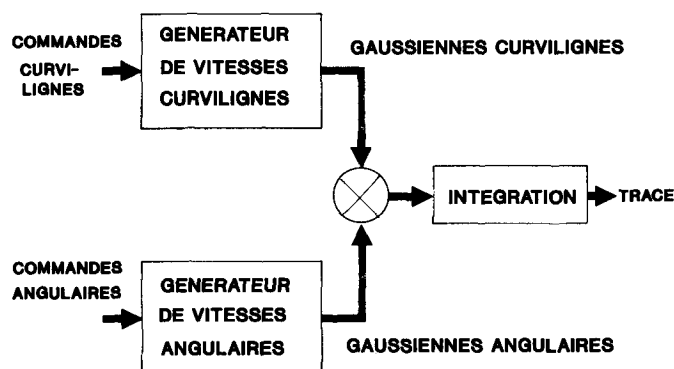 COMMANDES
CURVI-
LIGNES
GENERATEUR
DE VITESSES
CURVILIGNES
GAUSSIENNES CURVILIGNES
INTEGRATION
TRACE
COMMANDES
ANGULAIRES
GENERATEUR
DE VITESSES
ANGULAIRES
GAUSSIENNES ANGULAIRES